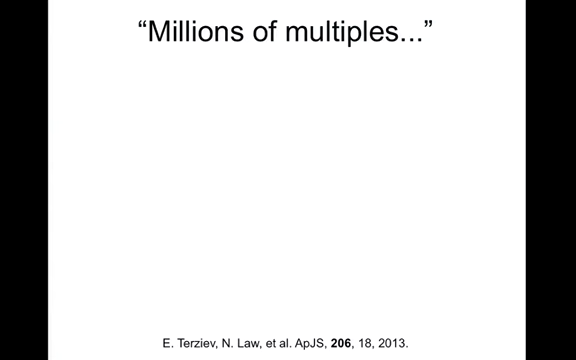 “Millions of multiples...”
E. Terziev, N. Law, et al. ApJS, 206, 18, 2013.